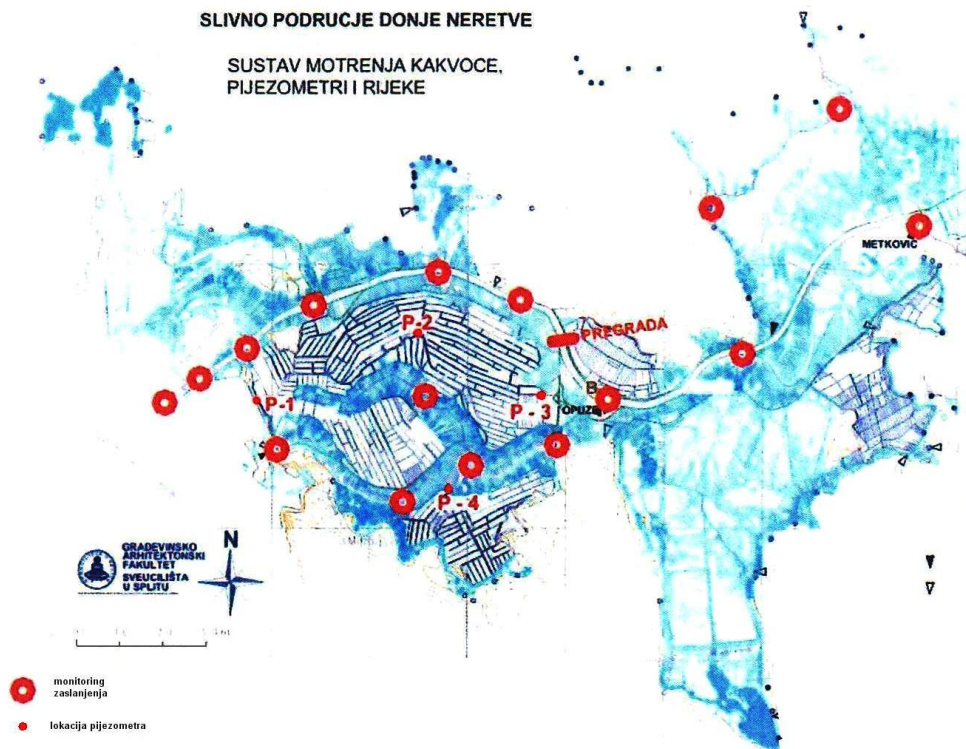 SLIVNO PODRUCJE DONJE NERETVE
SUSTAV MOTRENJA KAKVOCE,
PIJEZOMETRI I RIJEKE
METKOVIĆ
P-2
PREGRADA
P-1
P - 3
B
OPUZEN
P - 4
GRAĐEVINSKO
ARHITEKTONSKI
FAKULTET
SVEUCILIŠTA
U SPLITU
N
monitoring
zaslanjenja
lokacija pijezometra